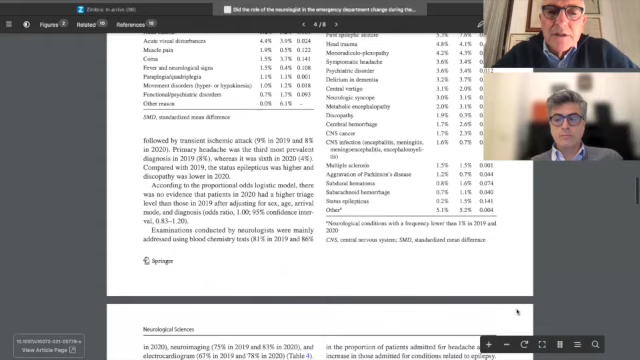 Figures 2
Related 10
References 16
4 / 8
Zimbra: In arrivo (98)
Did the role of the neurologist in the emergency department change during the...
Acute visual disturbances 4.4% 3.9% 0.024
Muscle pain 1.9% 0.5% 0.122
Coma 1.5% 3.7% 0.141
Fever and neurological signs 1.5% 0.4% 0.108
Paraplegia/quadriplegia 1.1% 1.1% 0.001
Movement disorders (hyper- or hypokinesia) 1.0% 1.2% 0.018
Functional/psychiatric disorders 0.7% 1.7% 0.093
Other reason 0.0% 6.1% -
SMD, standardized mean difference
followed by transient ischemic attack (9% in 2019 and 8%
in 2020). Primary headache was the third most prevalent
diagnosis in 2019 (8%), whereas it was sixth in 2020 (4%).
Compared with 2019, the status epilepticus was higher and
discopathy was lower in 2020.
According to the proportional odds logistic model, there
was no evidence that patients in 2020 had a higher triage
level than those in 2019 after adjusting for sex, age, arrival
mode, and diagnosis (odds ratio, 1.00; 95% confidence inter-
val, 0.83–1.20).
Examinations conducted by neurologists were mainly
addressed using blood chemistry tests (81% in 2019 and 86%
Springer
First epileptic seizure
Head trauma 4.8% 4.1%
Monoradiculo-plexopathy 4.2% 4.3%
Symptomatic headache 3.6% 3.4%
Psychiatric disorder 3.6% 3.4% 0.012
Delirium in dementia 3.2% 3.7%
Central vertigo 3.1% 2.0%
Neurologic syncope 3.0% 3.1%
Metabolic encephalopathy 2.0% 3.1%
Discopathy 1.9% 0.3%
Cerebral hemorrhage 1.7% 2.6%
CNS cancer 1.7% 2.3%
CNS infection (encephalitis, meningitis, 1.6% 0.7%
meningoencephalitis, encephalomyeli-
tis)
Multiple sclerosis 1.5% 1.5% 0.001
Aggravation of Parkinson's disease 1.2% 0.7% 0.044
Subdural hematoma 0.8% 1.6% 0.074
Subarachnoid hemorrhage 0.7% 1.1% 0.040
Status epilepticus 0.2% 1.5% 0.141
Otherª 5.1% 5.2% 0.004
ªNeurological conditions with a frequency lower than 1% in 2019 and
2020
CNS, central nervous system; SMD, standardized mean difference
Neurological Sciences
in 2020), neuroimaging (75% in 2019 and 83% in 2020), and
electrocardiogram (67% in 2019 and 78% in 2020) (Table 4).
in the proportion of patients admitted for headache a
increase in those admitted for conditions related to epilepsy.
View Article Page